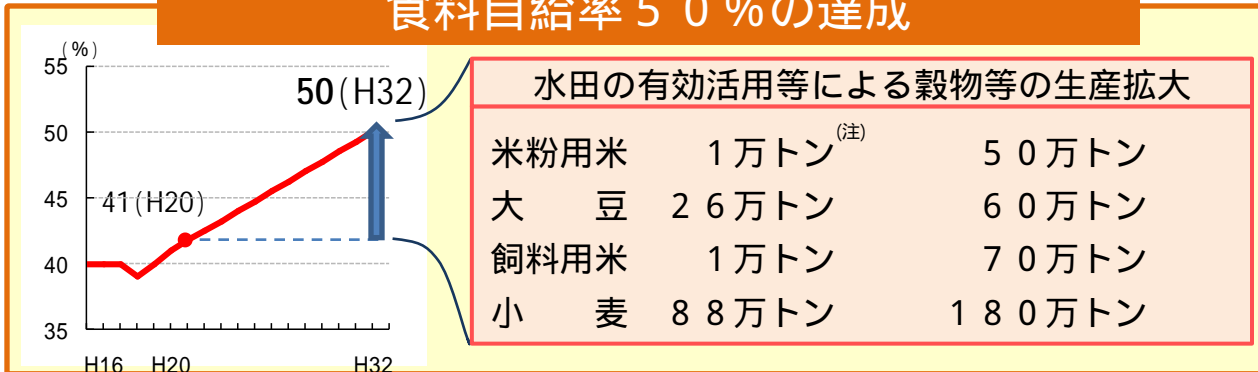 食料自給率５０％の達成
(%)
55
50
45
40
35
50(H32)
41(H20)
H16 H20 H32
水田の有効活用等による穀物等の生産拡大
米粉用米 1万トン(注) ５０万トン
大 豆 ２６万トン ６０万トン
飼料用米 1万トン ７０万トン
小 麦 ８８万トン １８０万トン